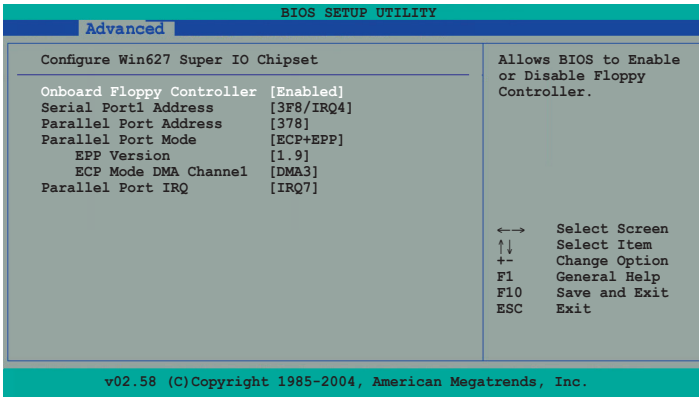 BIOS SETUP UTILITY
Advanced
Configure Win627 Super IO Chipset
Onboard Floppy Controller [Enabled]
Serial Port1 Address [3F8/IRQ4]
Parallel Port Address [378]
Parallel Port Mode [ECP+EPP]
EPP Version [1.9]
ECP Mode DMA Channel [DMA3]
Parallel Port IRQ [IRQ7]
Allows BIOS to Enable
or Disable Floppy
Controller.
←→ Select Screen
↑↓ Select Item
+- Change Option
F1 General Help
F10 Save and Exit
ESC Exit
v02.58 (C)Copyright 1985-2004, American Megatrends, Inc.